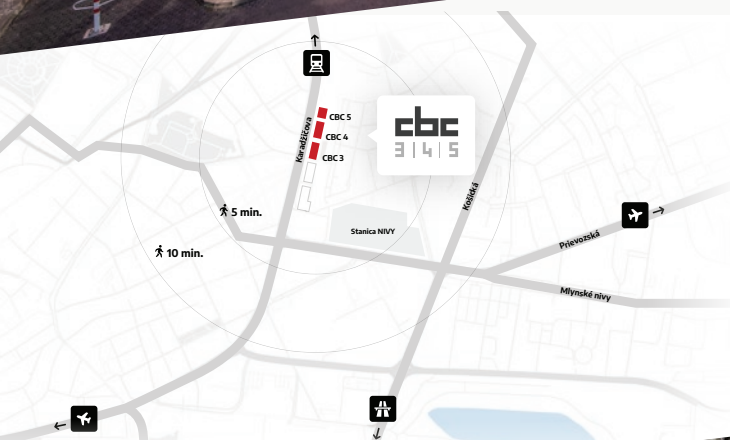 CBC 5
CBC 4
CBC 3
Karadžičova
cbc
3|4|5
Košická
5 min.
10 min.
Stanica NIVY
Prievozská
Mlynské nivy